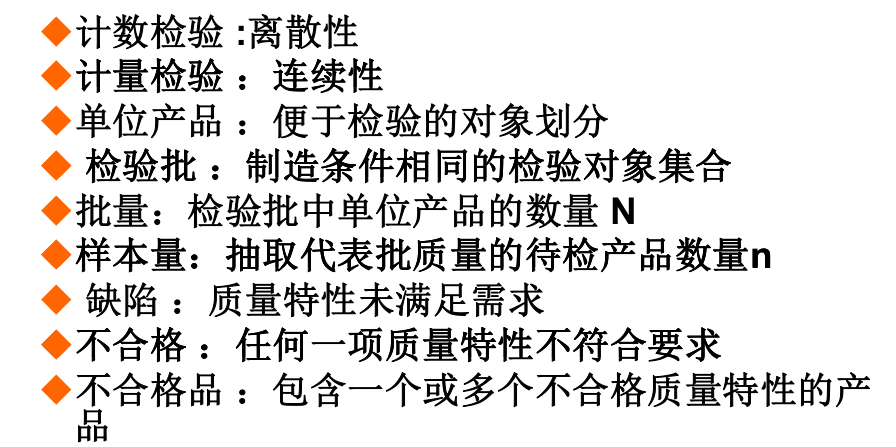 ◆计数检验 :离散性
◆计量检验 ：连续性
◆单位产品 ：便于检验的对象划分
◆ 检验批 ：制造条件相同的检验对象集合
◆批量：检验批中单位产品的数量 N
◆样本量：抽取代表批质量的待检产品数量n
◆ 缺陷 ：质量特性未满足需求
◆不合格 ：任何一项质量特性不符合要求
◆不合格品 ：包含一个或多个不合格质量特性的产
品